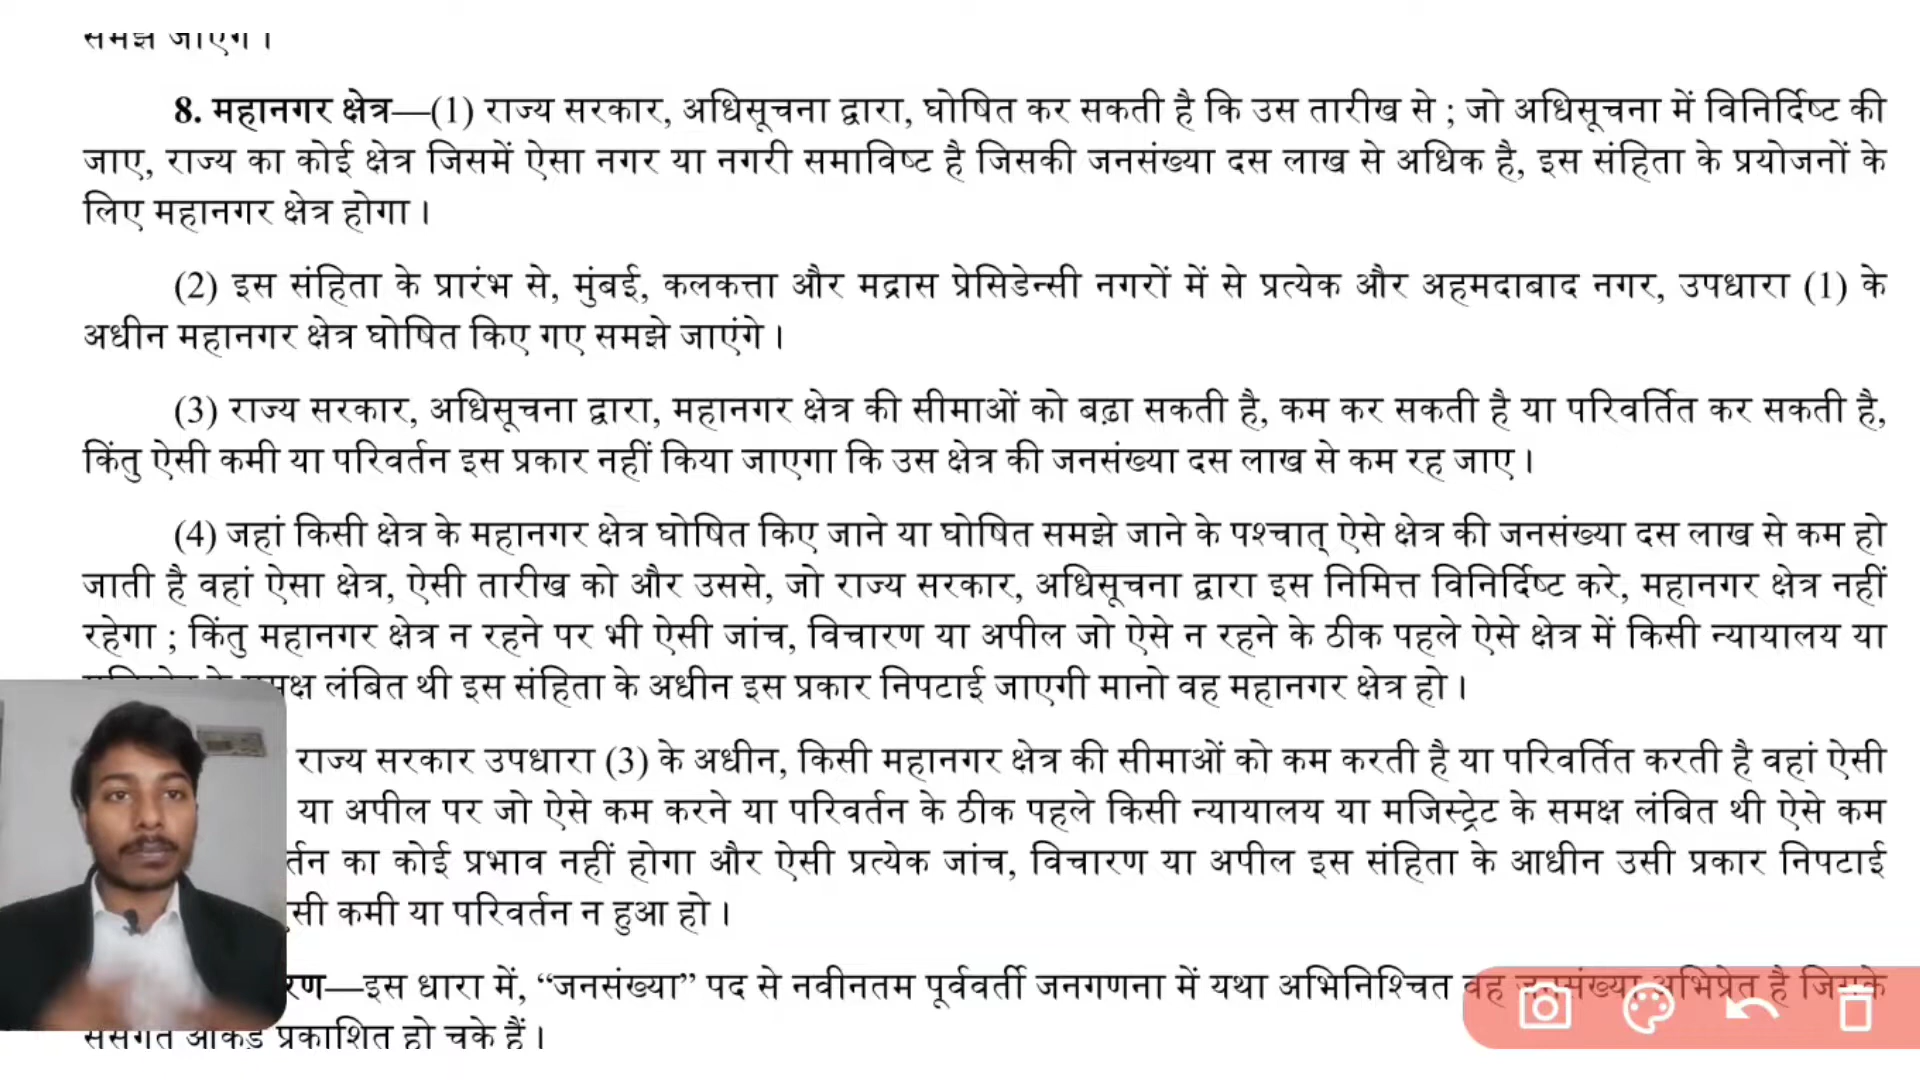 समझे जाएंगे ।
8. महानगर क्षेत्र—(1) राज्य सरकार, अधिसूचना द्वारा, घोषित कर सकती है कि उस तारीख से ; जो अधिसूचना में विनिर्दिष्ट की
जाए, राज्य का कोई क्षेत्र जिसमें ऐसा नगर या नगरी समाविष्ट है जिसकी जनसंख्या दस लाख से अधिक है, इस संहिता के प्रयोजनों के
लिए महानगर क्षेत्र होगा ।
(2) इस संहिता के प्रारंभ से, मुंबई, कलकत्ता और मद्रास प्रेसिडेन्सी नगरों में से प्रत्येक और अहमदाबाद नगर, उपधारा (1) के
अधीन महानगर क्षेत्र घोषित किए गए समझे जाएंगे ।
(3) राज्य सरकार, अधिसूचना द्वारा, महानगर क्षेत्र की सीमाओं को बढ़ा सकती है, कम कर सकती है या परिवर्तित कर सकती है,
किंतु ऐसी कमी या परिवर्तन इस प्रकार नहीं किया जाएगा कि उस क्षेत्र की जनसंख्या दस लाख से कम रह जाए ।
(4) जहां किसी क्षेत्र के महानगर क्षेत्र घोषित किए जाने या घोषित समझे जाने के पश्चात् ऐसे क्षेत्र की जनसंख्या दस लाख से कम हो
जाती है वहां ऐसा क्षेत्र, ऐसी तारीख को और उससे, जो राज्य सरकार, अधिसूचना द्वारा इस निमित्त विनिर्दिष्ट करे, महानगर क्षेत्र नहीं
रहेगा ; किंतु महानगर क्षेत्र न रहने पर भी ऐसी जांच, विचारण या अपील जो ऐसे न रहने के ठीक पहले ऐसे क्षेत्र में किसी न्यायालय या
लंबित थी इस संहिता के अधीन इस प्रकार निपटाई जाएगी मानो वह महानगर क्षेत्र हो ।
राज्य सरकार उपधारा (3) के अधीन, किसी महानगर क्षेत्र की सीमाओं को कम करती है या परिवर्तित करती है वहां ऐसी
या अपील पर जो ऐसे कम करने या परिवर्तन के ठीक पहले किसी न्यायालय या मजिस्ट्रेट के समक्ष लंबित थी ऐसे कम
का कोई प्रभाव नहीं होगा और ऐसी प्रत्येक जांच, विचारण या अपील इस संहिता के आधीन उसी प्रकार निपटाई
कमी या परिवर्तन न हुआ हो ।
इस धारा में, “जनसंख्या” पद से नवीनतम पूर्ववर्ती जनगणना में यथा अभिनिश्चित वह जनसंख्या अभिप्रेत है जिसके
प्रकाशित हो चुके हैं ।